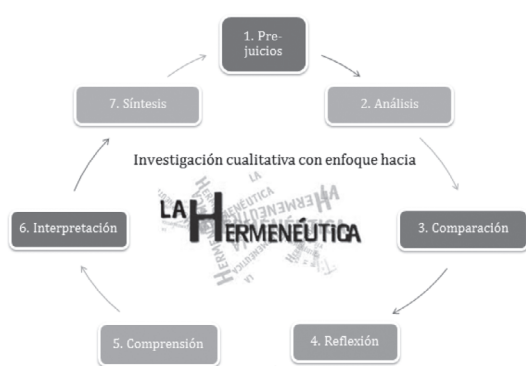 1. Pre-
juicios
7. Síntesis
2. Análisis
Investigación cualitativa con enfoque hacia
LA HERMENÉUTICA
6. Interpretación
3. Comparación
5. Comprensión
4. Reflexión